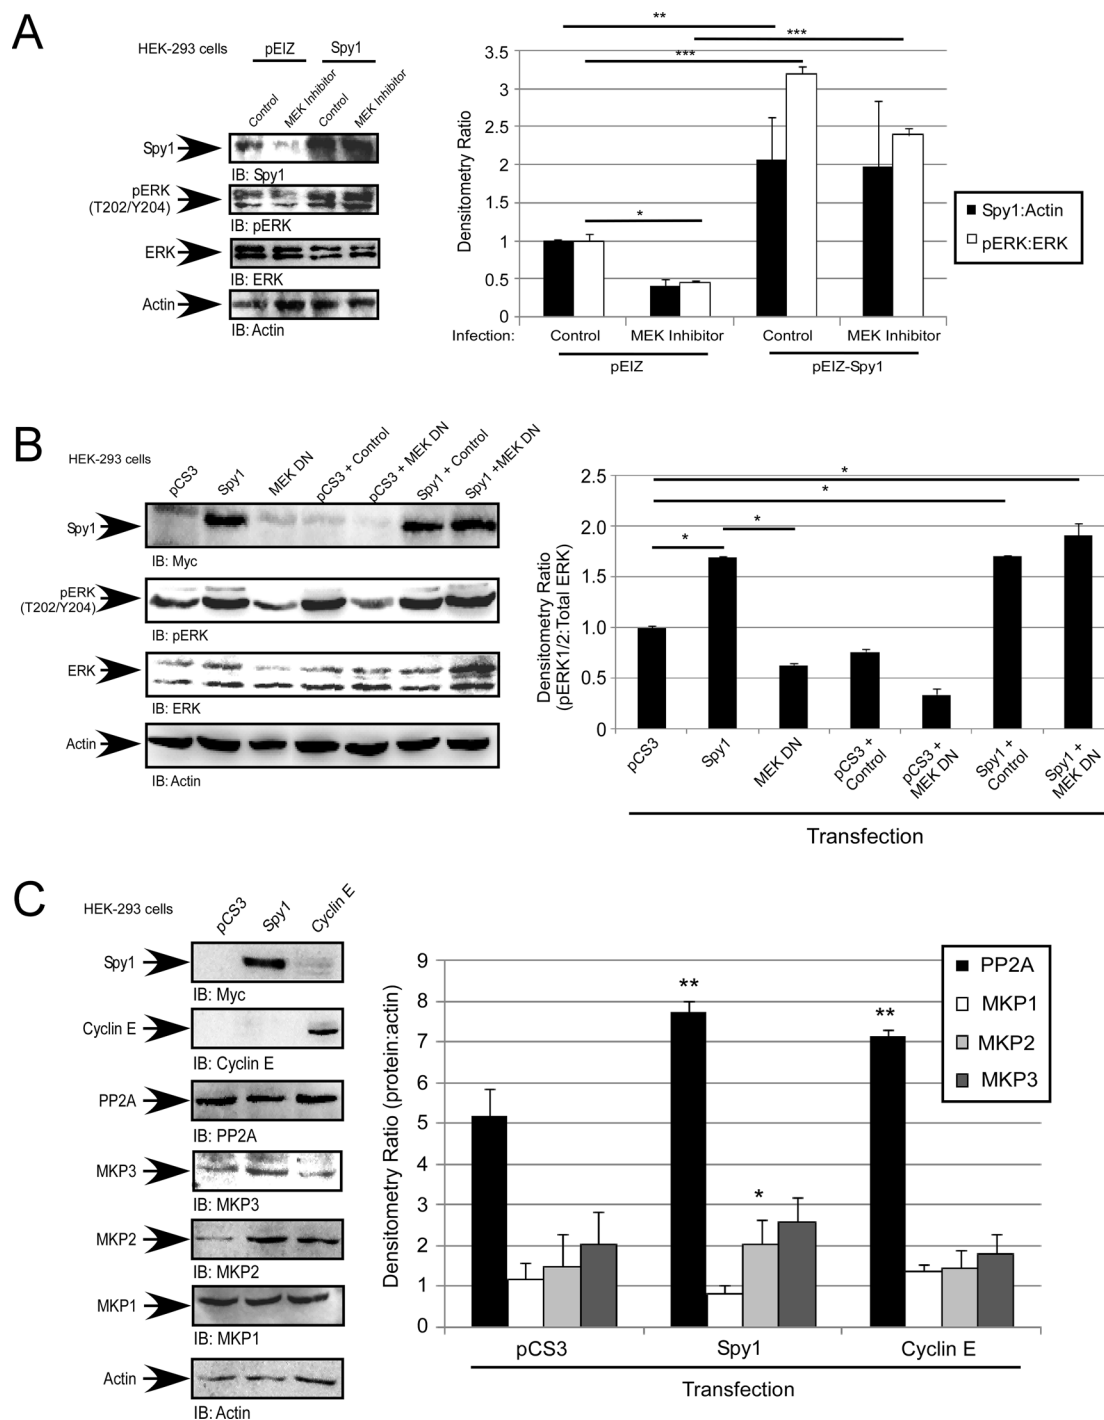 A
HEK-293 cells
pEIZ
Spy1
Control
MEK Inhibitor
Control
MEK Inhibitor
Spy1
IB: Spy1
pERK
(T202/Y204)
IB: pERK
ERK
IB: ERK
Actin
IB: Actin
**
***
***
*
Densitometry Ratio
3.5
3
2.5
2
1.5
1
0.5
0
Spy1:Actin
pERK:ERK
Infection:
Control
MEK Inhibitor
Control
MEK Inhibitor
pEIZ
pEIZ-Spy1
B
HEK-293 cells
pCS3
Spy1
MEK DN
pCS3 + Control
pCS3 + MEK DN
Spy1 + Control
Spy1 +MEK DN
Spy1
IB: Myc
pERK
(T202/Y204)
IB: pERK
ERK
IB: ERK
Actin
IB: Actin
Densitometry Ratio
(pERK1/2:Total ERK)
2.5
2.0
1.5
1.0
0.5
0
*
*
*
*
pCS3
Spy1
MEK DN
pCS3 +
Control
pCS3 +
MEK DN
Spy1 +
Control
Spy1 +
MEK DN
Transfection
C
HEK-293 cells
pCS3
Spy1
Cyclin E
Spy1
IB: Myc
Cyclin E
IB: Cyclin E
PP2A
IB: PP2A
MKP3
IB: MKP3
MKP2
IB: MKP2
MKP1
IB: MKP1
Actin
IB: Actin
Densitometry Ratio (protein:actin)
9
8
7
6
5
4
3
2
1
0
**
*
**
PP2A
MKP1
MKP2
MKP3
pCS3
Spy1
Cyclin E
Transfection